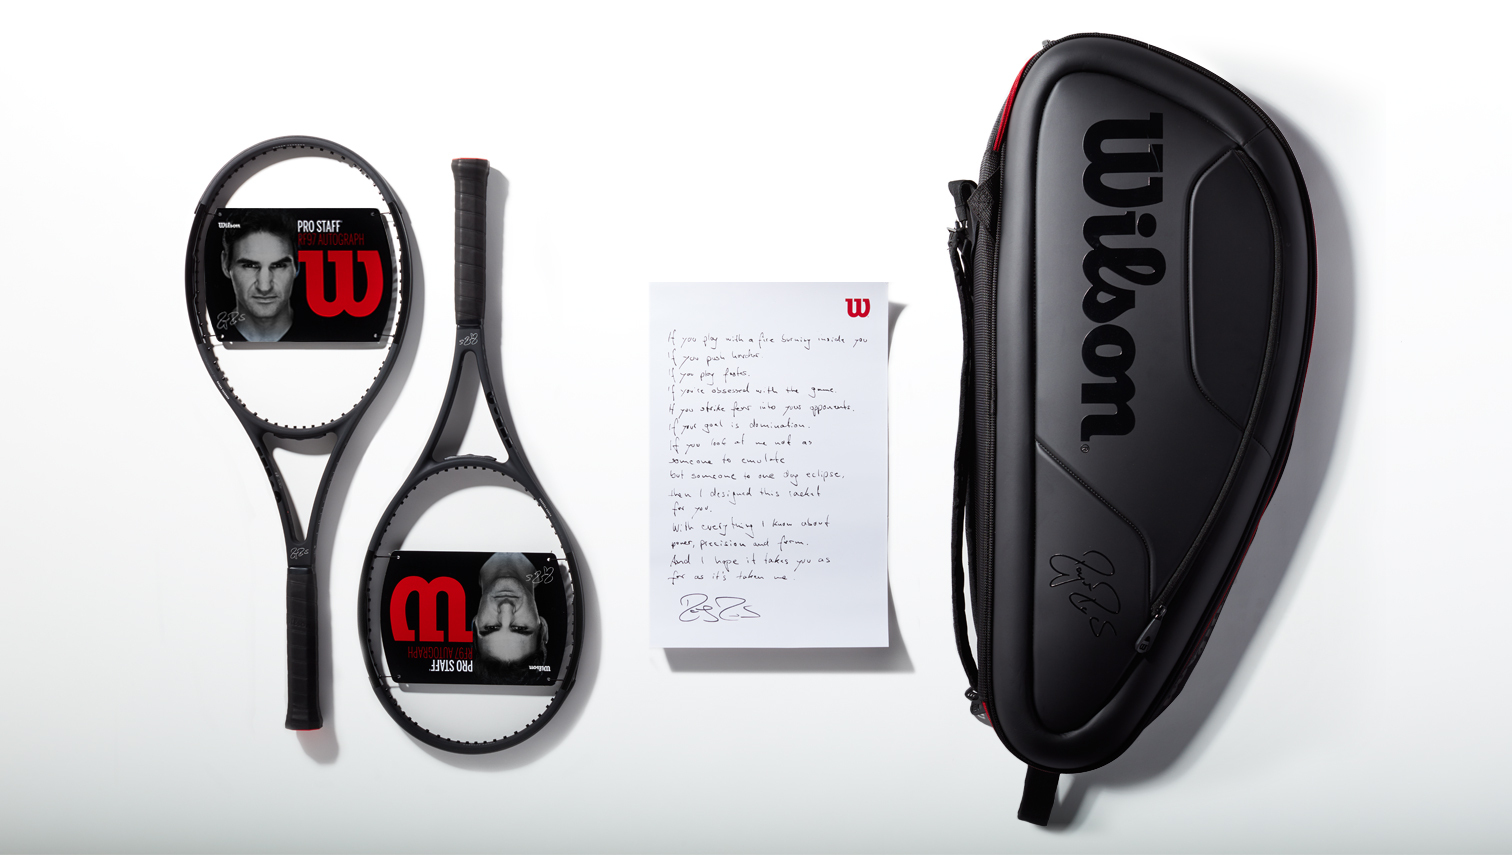 Wilson
PRO STAFF
RF97 AUTOGRAPH
W
W
RF97 AUTOGRAPH
PRO STAFF
Wilson
W
If you play with a fire burning inside you
If you push harder
If you play faster.
If you're obsessed with the game.
If you strike fear into your opponents.
If your goal is domination.
If you look at me not as
someone to emulate
but someone to one day eclipse,
then I designed this racket
for you.
With everything I know about
power, precision and form.
And I hope it takes you as
far as it's taken me.
Wilson®